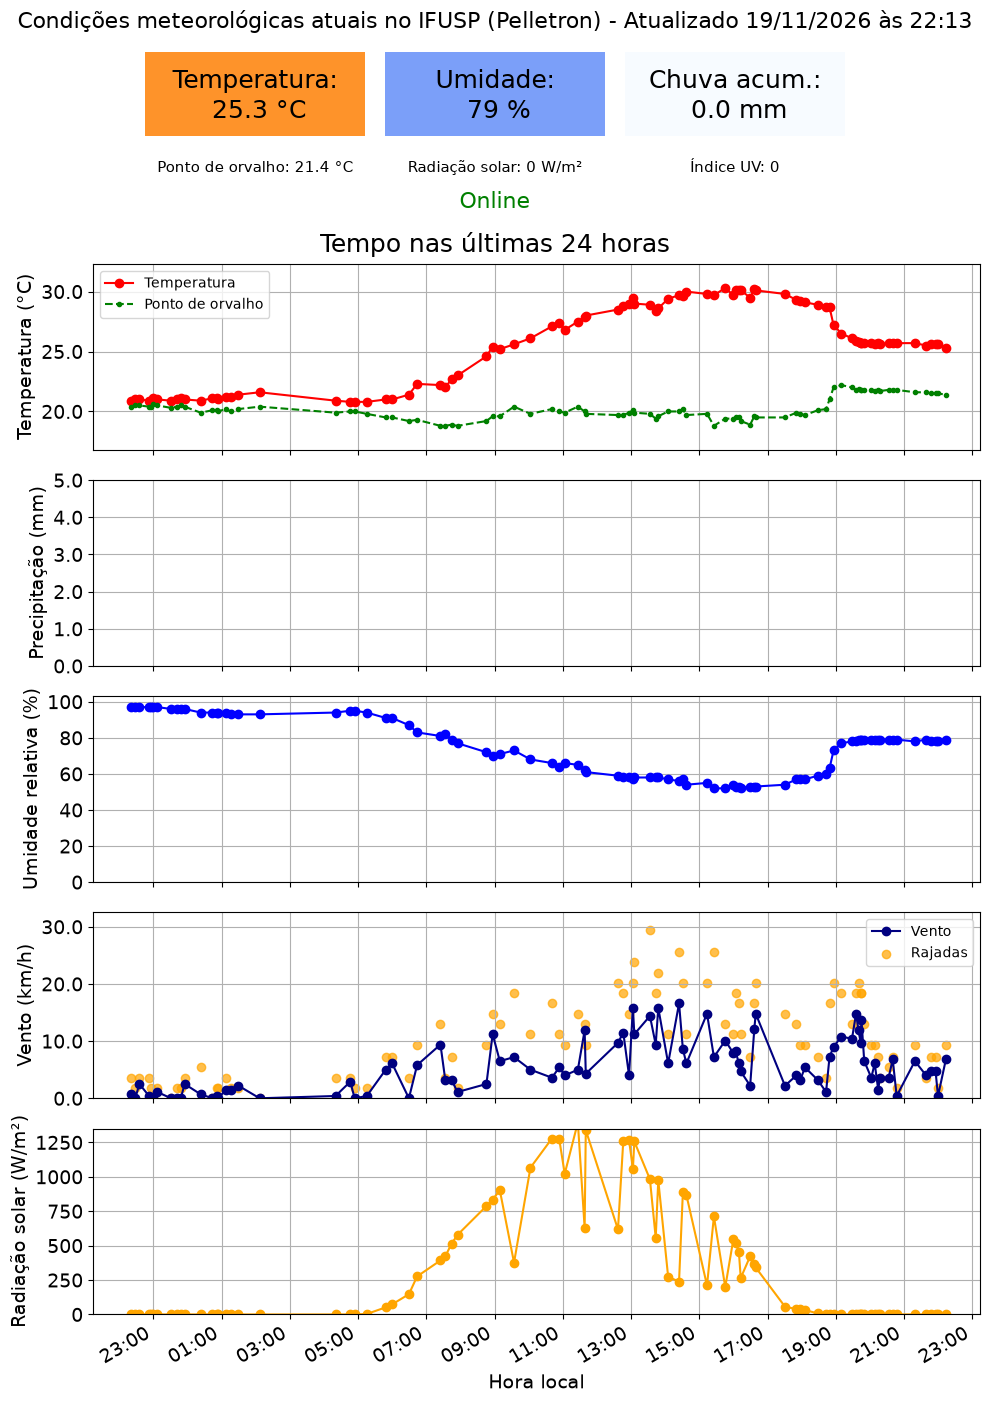 Condições meteorológicas atuais no IFUSP (Pelletron) - Atualizado 19/11/2026 às 22:13
Temperatura:
25.3 °C
Umidade:
79 %
Chuva acum.:
0.0 mm
Ponto de orvalho: 21.4 °C
Radiação solar: 0 W/m²
Índice UV: 0
Online
Tempo nas últimas 24 horas
Temperatura (°C)
30.0
25.0
20.0
Temperatura
Ponto de orvalho
Precipitação (mm)
5.0
4.0
3.0
2.0
1.0
0.0
Umidade relativa (%)
100
80
60
40
20
0
Vento (km/h)
30.0
20.0
10.0
0.0
Vento
Rajadas
Radiação solar (W/m²)
1250
1000
750
500
250
0
23:00
01:00
03:00
05:00
07:00
09:00
11:00
13:00
15:00
17:00
19:00
21:00
23:00
Hora local